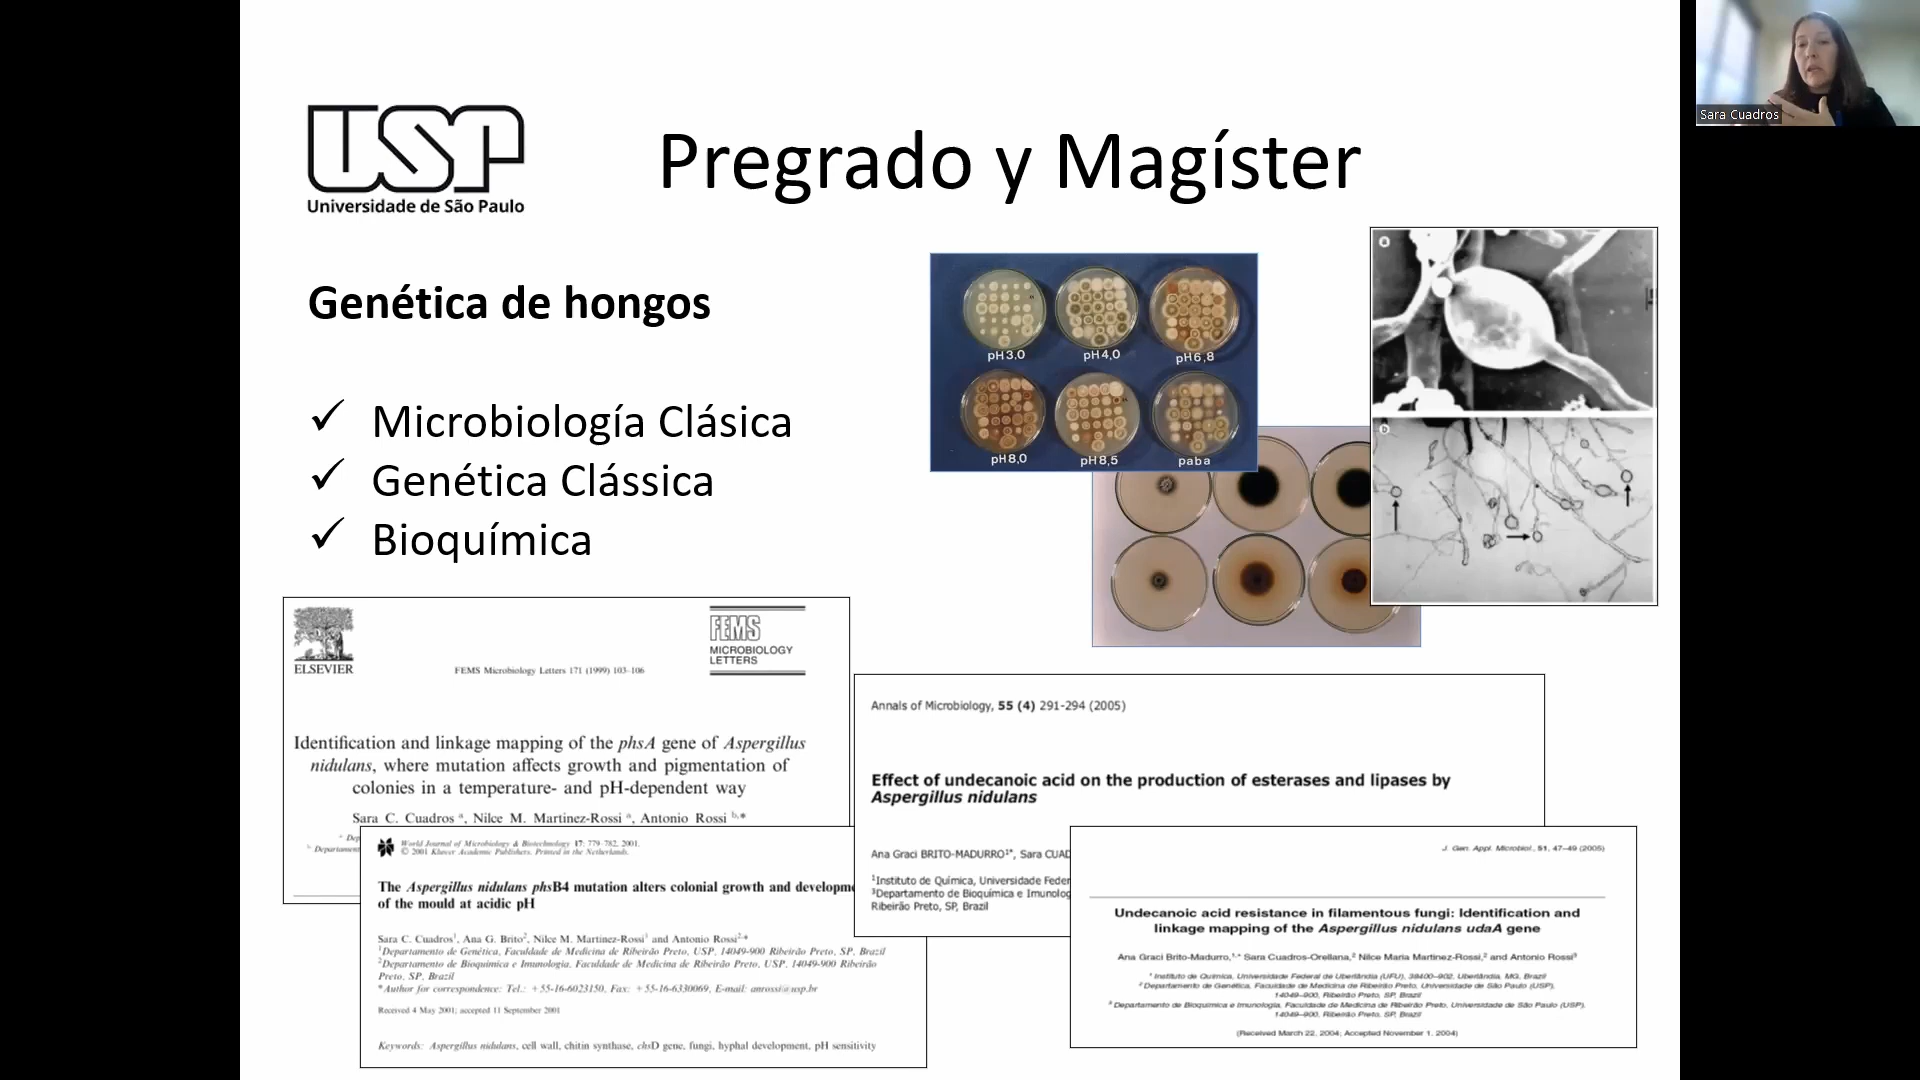 USP
Universidade de São Paulo
Pregrado y Magíster
Sara Cuadros
Genética de hongos
✓ Microbiología Clásica
✓ Genética Clássica
✓ Bioquímica
pH3,0
pH4,0
pH6,8
pH8,0
pH8,5
paba
a
b
ELSEVIER
FEMS
MICROBIOLOGY
LETTERS
FEMS Microbiology Letters 171 (1999) 103-106
Identification and linkage mapping of the phsA gene of Aspergillus
nidulans, where mutation affects growth and pigmentation of
colonies in a temperature- and pH-dependent way
Sara C. Cuadros a, Nilce M. Martinez-Rossi a, Antonio Rossi b,*
a Dep
b Departament
World Journal of Microbiology & Biotechnology 17: 779–782, 2001.
© 2001 Kluwer Academic Publishers. Printed in the Netherlands.
The Aspergillus nidulans phsB4 mutation alters colonial growth and developme
of the mould at acidic pH
Sara C. Cuadros1, Ana G. Brito2, Nilce M. Martinez-Rossi1 and Antonio Rossi2,*
1Departamento de Genética, Faculdade de Medicina de Ribeirão Preto, USP, 14049-900 Ribeirão Preto, SP, Brazil
2Departamento de Bioquímica e Imunologia, Faculdade de Medicina de Ribeirão Preto, USP, 14049-900 Ribeirão
Preto, SP, Brazil
*Author for correspondence: Tel.: +55-16-6023150, Fax: +55-16-6330069, E-mail: anrossi@usp.br
Received 4 May 2001; accepted 11 September 2001
Keywords: Aspergillus nidulans, cell wall, chitin synthase, chsD gene, fungi, hyphal development, pH sensitivity
Annals of Microbiology, 55 (4) 291-294 (2005)
Effect of undecanoic acid on the production of esterases and lipases by
Aspergillus nidulans
Ana Graci BRITO-MADURRO1*, Sara CUAD
1Instituto de Química, Universidade Feder
3Departamento de Bioquímica e Imunolog
Ribeirão Preto, SP, Brazil
J. Gen. Appl. Microbiol., 51, 47–49 (2005)
Undecanoic acid resistance in filamentous fungi: Identification and
linkage mapping of the Aspergillus nidulans udaA gene
Ana Graci Brito-Madurro,1,* Sara Cuadros-Orellana,2 Nilce Maria Martinez-Rossi,2 and Antonio Rossi3
1 Instituto de Química, Universidade Federal de Uberlândia (UFU), 38400–902, Uberlândia, MG, Brazil
2 Departamento de Genética, Faculdade de Medicina de Ribeirão Preto, Universidade de São Paulo (USP),
14049–900, Ribeirão Preto, SP, Brazil
3 Departamento de Bioquímica e Imunologia, Faculdade de Medicina de Ribeirão Preto, Universidade de São Paulo (USP),
14049–900, Ribeirão Preto, SP, Brazil
(Received March 22, 2004; Accepted November 1, 2004)